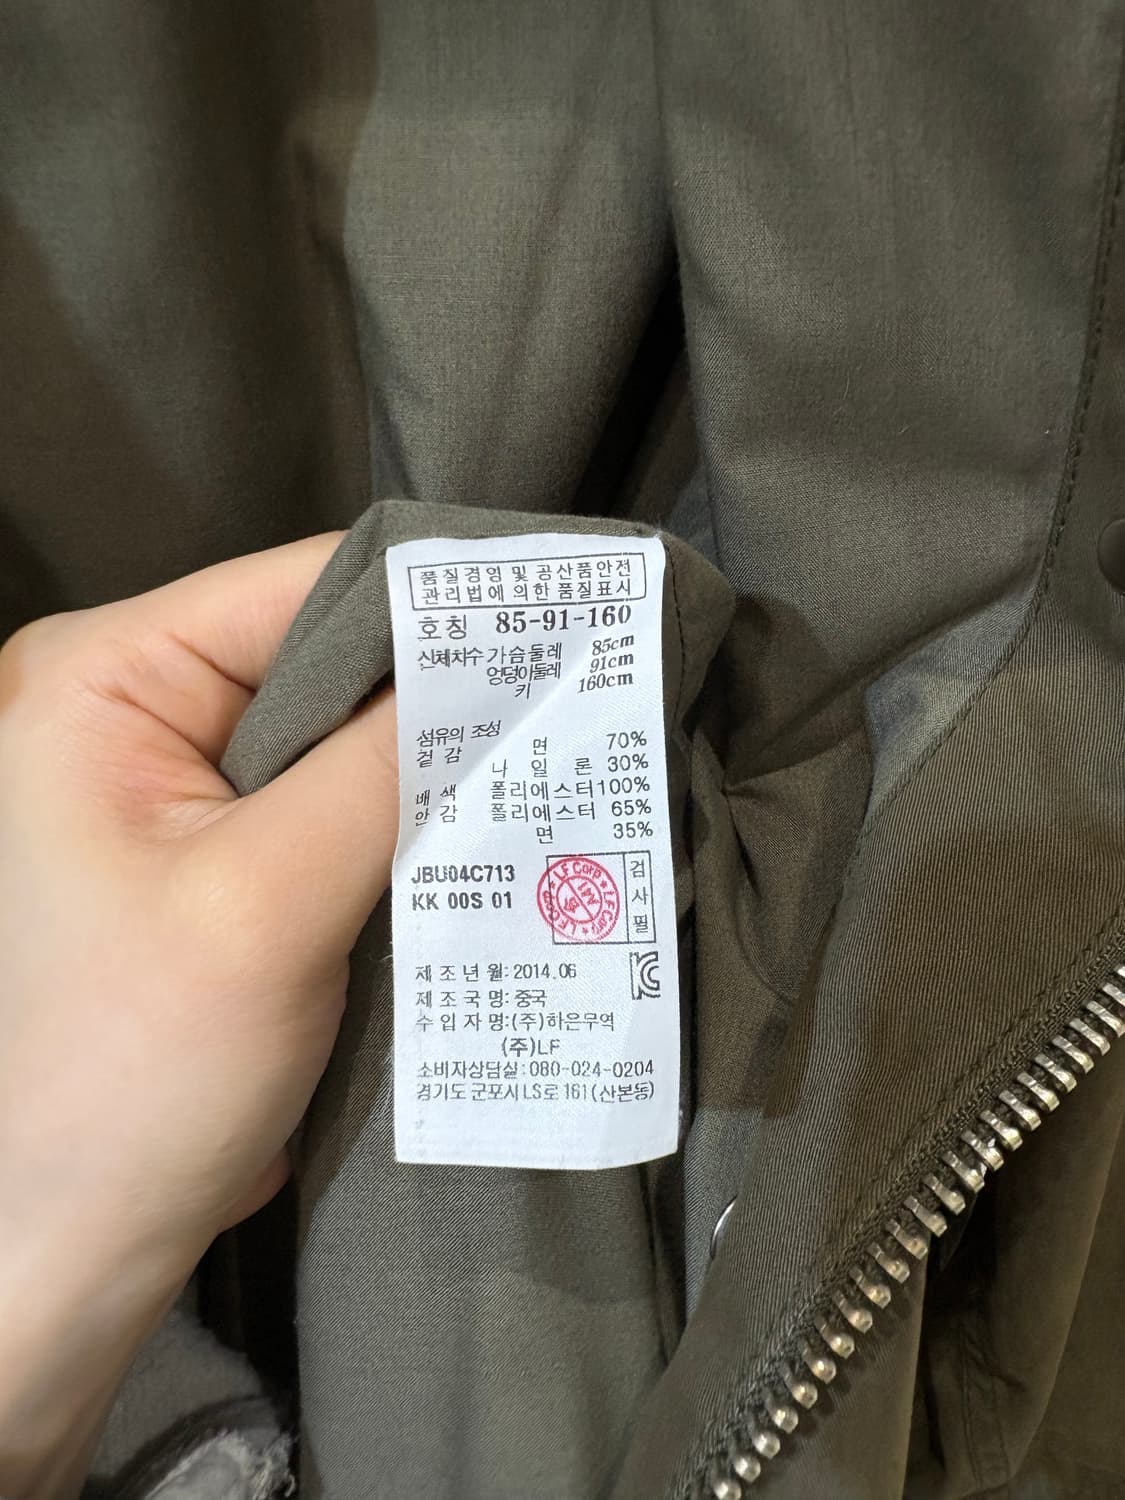 품질경영 및 공산품안전
관리법에 의한 품질표시
호칭 85-91-160
신체차수 가슴둘레 85cm
엉덩이둘레 91cm
키 160cm
섬유의 조성
겉 감 면 70%
나 일 론 30%
배 색 폴리에스터 100%
안 감 폴리에스터 65%
면 35%
JBU04C713
KK 00S 01
LF Corp
검
사
필
제 조 년 월: 2014.06
제 조 국 명: 중국
수 입 자 명:(주)하은무역
(주)LF
소비자상담실: 080-024-0204
경기도 군포시 LS로 161 (산본동)